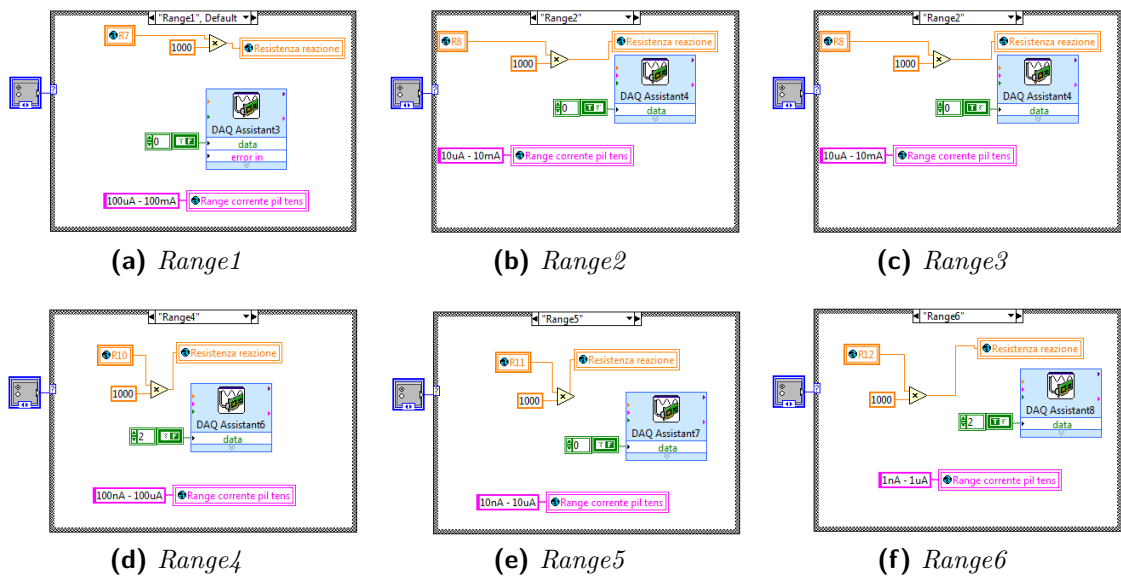 "Range1", Default
R7
1000
Resistenza reazione
DAQ Assistant3
0
data
error in
100uA - 100mA
Range corrente pil tens
(a) Range1
"Range2"
R8
1000
Resistenza reazione
DAQ Assistant4
0
T
data
10uA - 10mA
Range corrente pil tens
(b) Range2
"Range2"
R8
1000
Resistenza reazione
DAQ Assistant4
0
T
data
10uA - 10mA
Range corrente pil tens
(c) Range3
"Range4"
R10
1000
Resistenza reazione
DAQ Assistant6
2
data
100nA - 100uA
Range corrente pil tens
(d) Range4
"Range5"
R11
1000
Resistenza reazione
DAQ Assistant7
0
data
10nA - 10uA
Range corrente pil tens
(e) Range5
"Range6"
R12
1000
Resistenza reazione
DAQ Assistant8
2
T
data
1nA - 1uA
Range corrente pil tens
(f) Range6